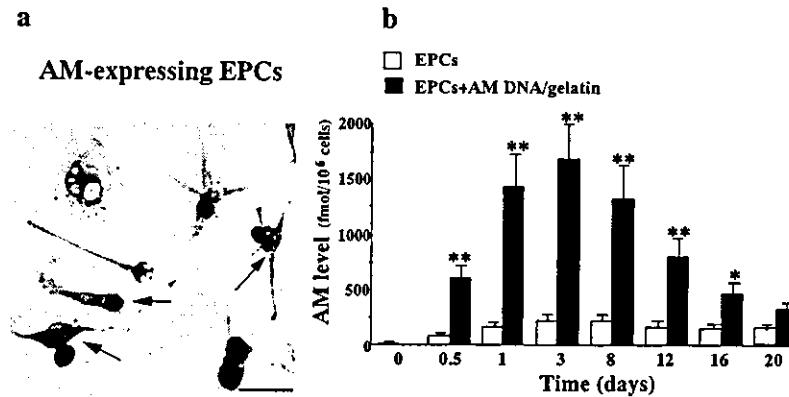 a
AM-expressing EPCs
b
EPCs
EPCs+AM DNA/gelatin
AM level (fmol/10⁶ cells)
2000
1500
1000
500
0
**
**
**
**
**
*
0 0.5 1 3 8 12 16 20
Time (days)